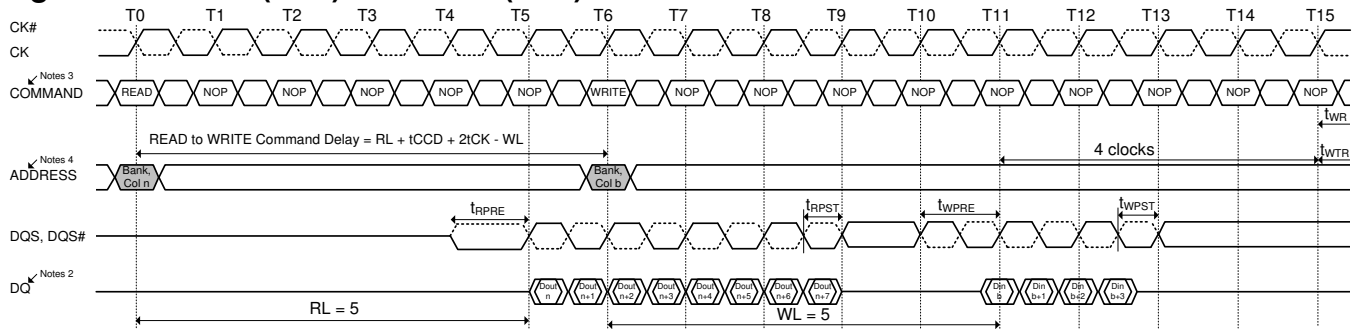 T0 T1 T2 T3 T4 T5 T6 T7 T8 T9 T10 T11 T12 T13 T14 T15
CK#
CK
Notes 3
COMMAND READ NOP NOP NOP NOP NOP WRITE NOP NOP NOP NOP NOP NOP NOP NOP NOP
tWR
READ to WRITE Command Delay = RL + tCCD + 2tCK - WL
4 clocks
tWTR
Notes 4
ADDRESS
Bank, Col n
Bank, Col b
tRPRE tRPST tWPRE tWPST
DQS, DQS#
Notes 2
DQ
Dout n
Dout n+1
Dout n+2
Dout n+3
Dout n+4
Dout n+5
Dout n+6
Dout n+7
Din b
Din b+1
Din b+2
Din b+3
RL = 5
WL = 5